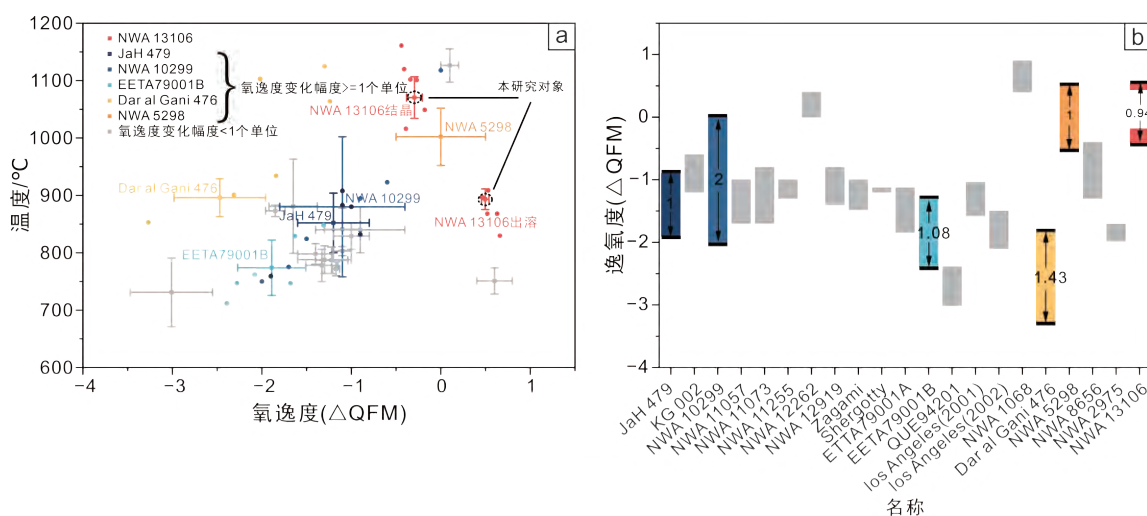 1200
1100
1000
900
800
700
600
温度/℃
−4
−3
−2
−1
0
1
氧逸度(△QFM)
a
NWA 13106
JaH 479
NWA 10299
EETA79001B
Dar al Gani 476
NWA 5298
氧逸度变化幅度<1个单位
氧逸度变化幅度>=1个单位
本研究对象
NWA 13106结晶
NWA 5298
Dar al Gani 476
NWA 10299
JaH 479
NWA 13106出溶
EETA79001B
b
1
0
−1
−2
−3
−4
逸氧度(△QFM)
1
2
1.08
1.43
1
0.94
JaH 479
KG 002
NWA 10299
NWA 11057
NWA 11073
NWA 11255
NWA 12262
NWA 12919
Zagami
Shergotty
ETTA79001A
EETA79001B
QUE94201
los Angeles(2001)
los Angeles(2002)
NWA 1068
Dar al Gani 476
NWA 5298
NWA 8656
NWA 2975
NWA 13106
名称